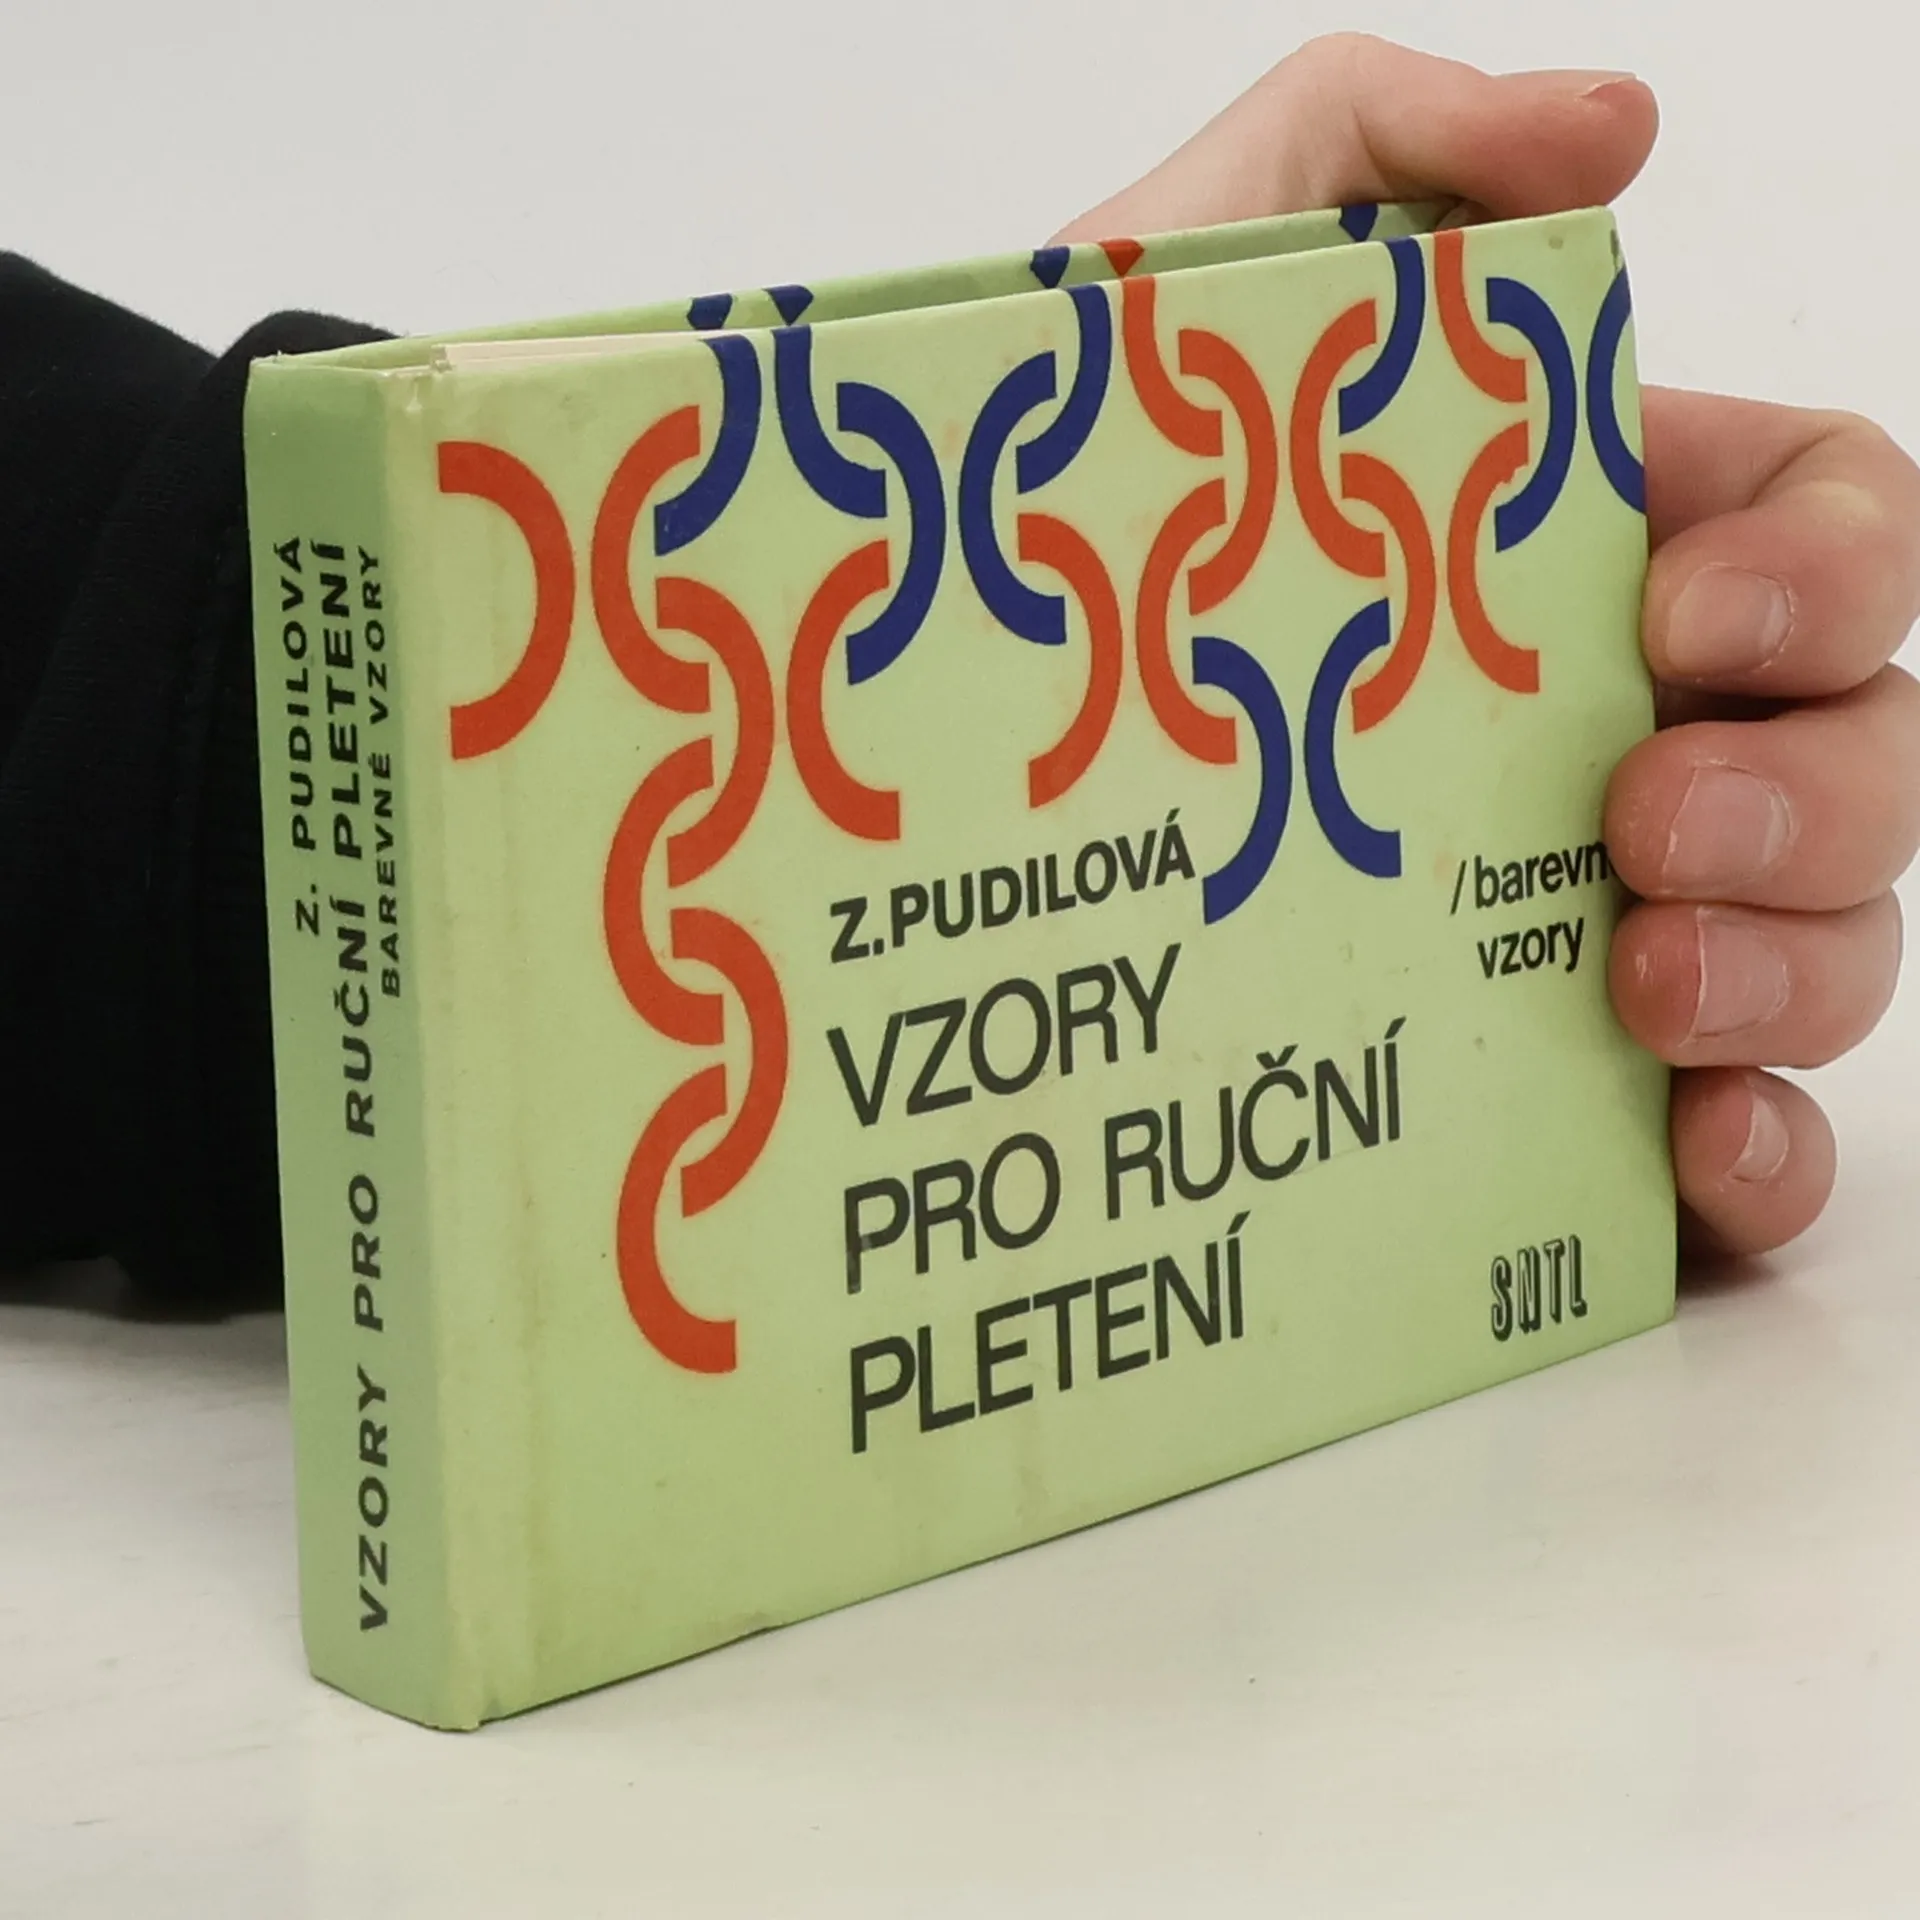 Z. PUDILOVÁ
VZORY PRO RUČNÍ PLETENÍ
BAREVNÉ VZORY
Z.PUDILOVÁ
VZORY
PRO RUČNÍ
PLETENÍ
/barevn
vzory
SNTL